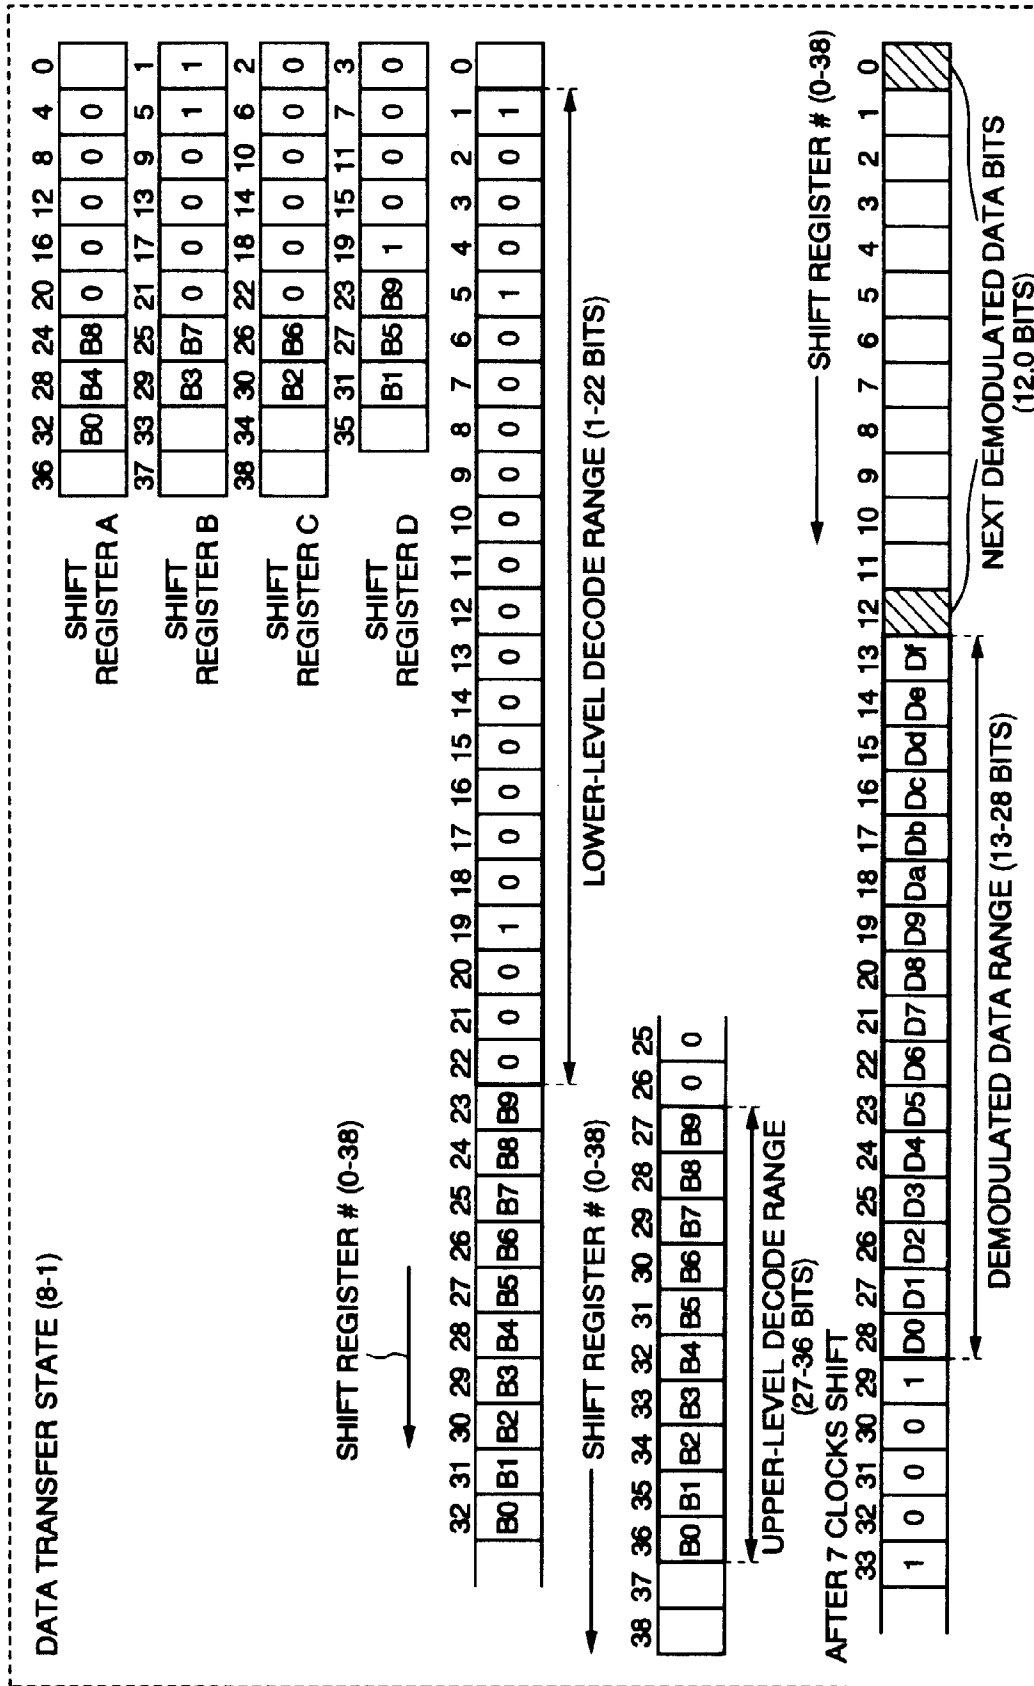 DATA TRANSFER STATE (8-1)
36 32 28 24 20 16 12 8 4 0
SHIFT REGISTER A
B0 B4 B8 0 0 0 0 0
37 33 29 25 21 17 13 9 5 1
SHIFT REGISTER B
B3 B7 0 0 0 0 1 1
38 34 30 26 22 18 14 10 6 2
SHIFT REGISTER C
B2 B6 0 0 0 0 0 0
35 31 27 23 19 15 11 7 3
SHIFT REGISTER D
B1 B5 B9 1 0 0 0 0
SHIFT REGISTER # (0-38)
32 31 30 29 28 27 26 25 24 23 22 21 20 19 18 17 16 15 14 13 12 11 10 9 8 7 6 5 4 3 2 1 0
B0 B1 B2 B3 B4 B5 B6 B7 B8 B9 0 0 0 1 0 0 0 0 0 0 0 0 0 0 0 0 0 1 0 0 0 1
LOWER-LEVEL DECODE RANGE (1-22 BITS)
SHIFT REGISTER # (0-38)
38 37 36 35 34 33 32 31 30 29 28 27 26 25
B0 B1 B2 B3 B4 B5 B6 B7 B8 B9 0 0
UPPER-LEVEL DECODE RANGE
(27-36 BITS)
AFTER 7 CLOCKS SHIFT
SHIFT REGISTER # (0-38)
33 32 31 30 29 28 27 26 25 24 23 22 21 20 19 18 17 16 15 14 13 12 11 10 9 8 7 6 5 4 3 2 1 0
1 0 0 0 1 D0 D1 D2 D3 D4 D5 D6 D7 D8 D9 Da Db Dc Dd De Df
DEMODULATED DATA RANGE (13-28 BITS)
NEXT DEMODULATED DATA BITS
(12.0 BITS)